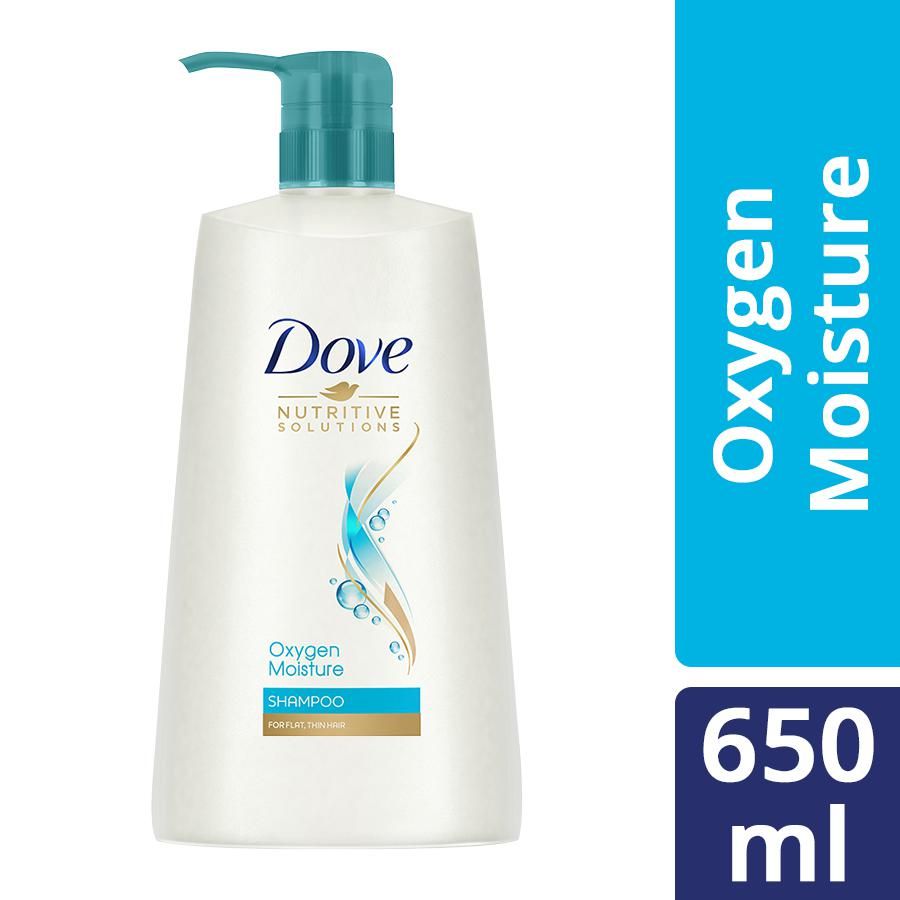 Dove
NUTRITIVE
SOLUTIONS
Oxygen
Moisture
SHAMPOO
FOR FLAT, THIN HAIR
Oxygen
Moisture
650
ml